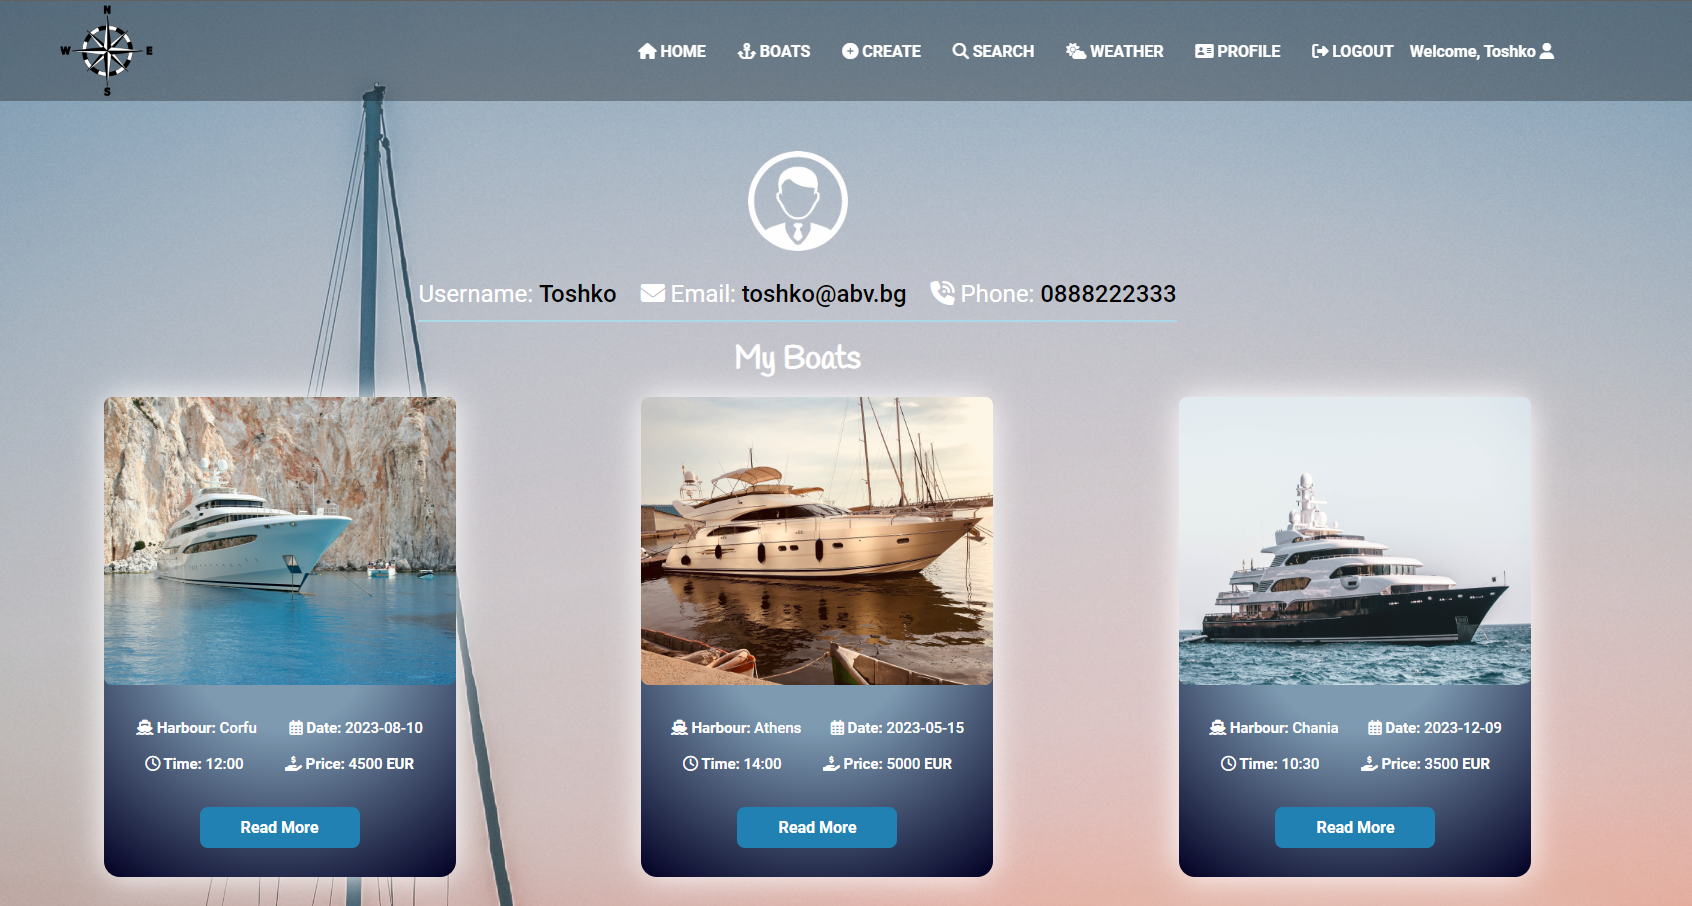 N
W E
S
HOME BOATS CREATE SEARCH WEATHER PROFILE LOGOUT Welcome, Toshko
Username: Toshko Email: toshko@abv.bg Phone: 0888222333
My Boats
Harbour: Corfu Date: 2023-08-10
Time: 12:00 Price: 4500 EUR
Read More
Harbour: Athens Date: 2023-05-15
Time: 14:00 Price: 5000 EUR
Read More
Harbour: Chania Date: 2023-12-09
Time: 10:30 Price: 3500 EUR
Read More